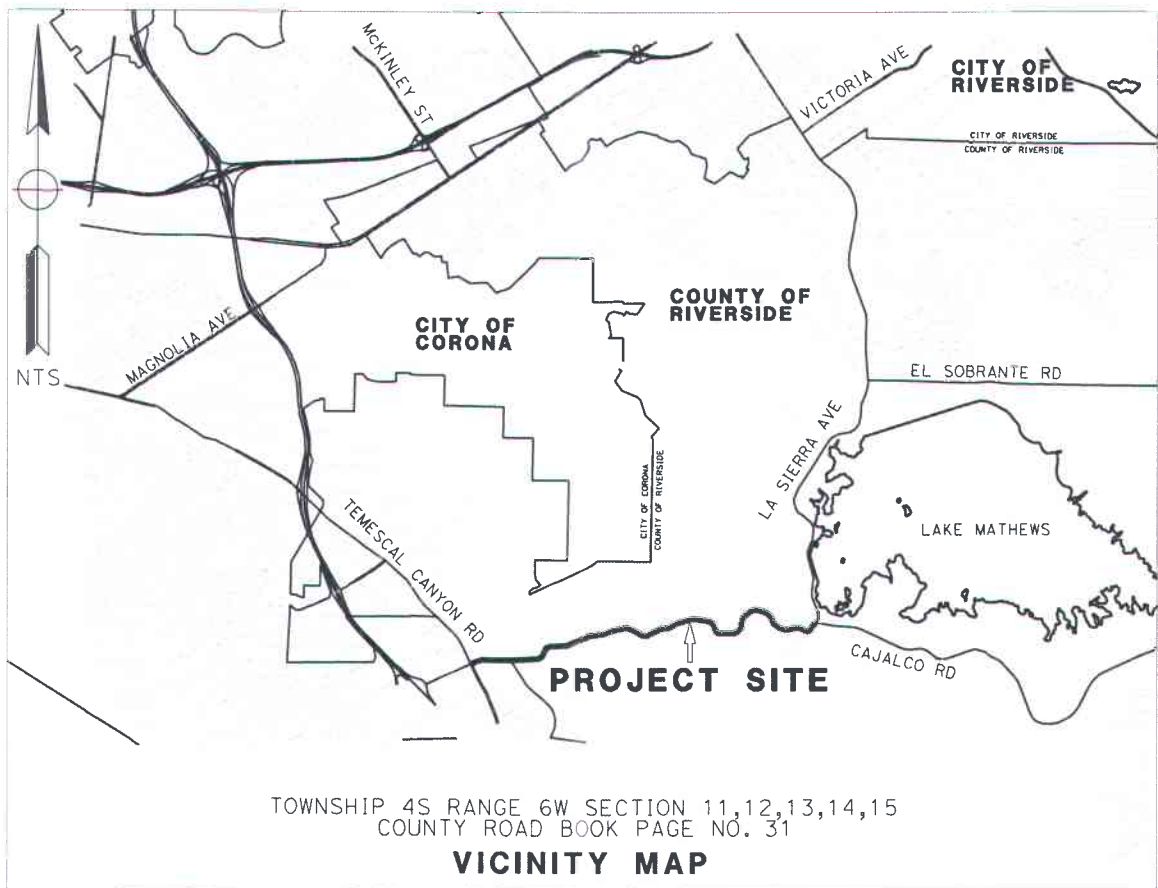 McKINLEY ST
VICTORIA AVE
CITY OF
RIVERSIDE
CITY OF RIVERSIDE
COUNTY OF RIVERSIDE
MAGNOLIA AVE
CITY OF
CORONA
COUNTY OF
RIVERSIDE
NTS
EL SOBRANTE RD
LA SIERRA AVE
CITY OF CORONA
COUNTY OF RIVERSIDE
TEMESCAL CANYON RD
LAKE MATHEWS
CAJALCO RD
PROJECT SITE
TOWNSHIP 4S RANGE 6W SECTION 11,12,13,14,15
COUNTY ROAD BOOK PAGE NO. 31
VICINITY MAP